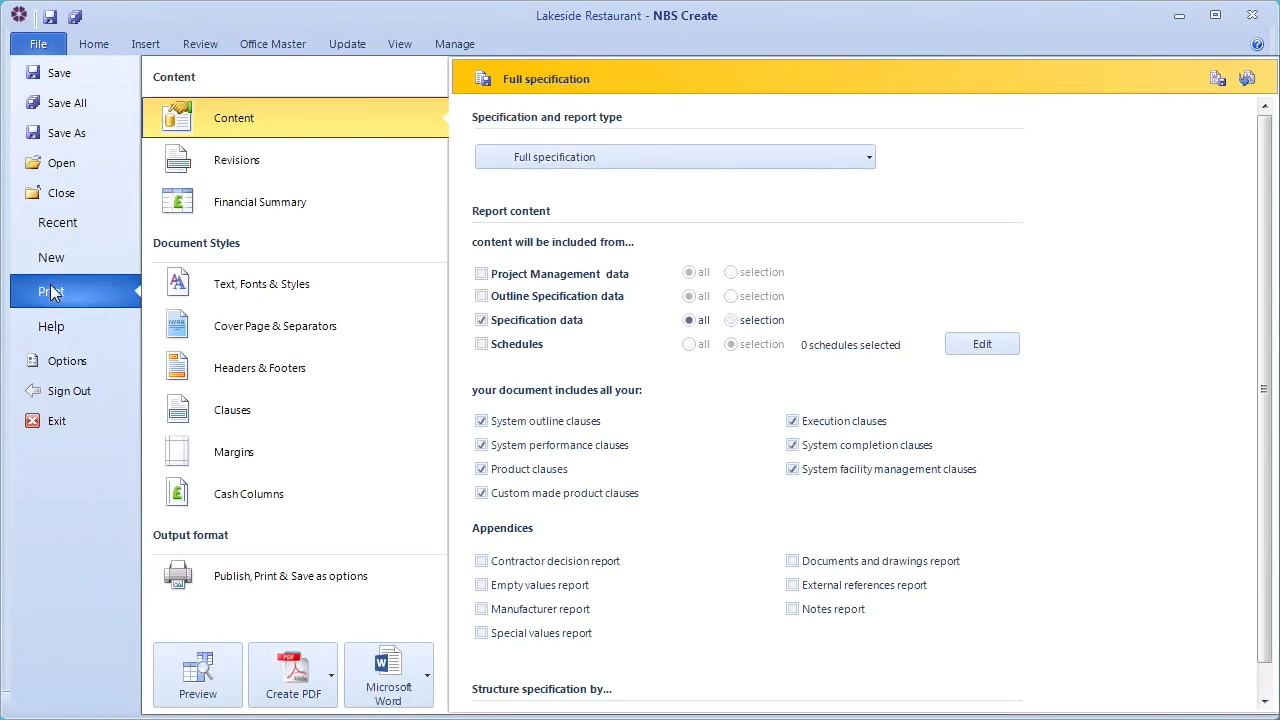 Lakeside Restaurant - NBS Create
File Home Insert Review Office Master Update View Manage
Save
Save All
Save As
Open
Close
Recent
New
Print
Help
Options
Sign Out
Exit
Content
Content
Revisions
Financial Summary
Document Styles
Text, Fonts & Styles
Cover Page & Separators
Headers & Footers
Clauses
Margins
Cash Columns
Output format
Publish, Print & Save as options
Preview
Create PDF
Microsoft
Word
Full specification
Specification and report type
Full specification
Report content
content will be included from...
Project Management data all selection
Outline Specification data all selection
Specification data all selection
Schedules all selection 0 schedules selected Edit
your document includes all your:
System outline clauses Execution clauses
System performance clauses System completion clauses
Product clauses System facility management clauses
Custom made product clauses
Appendices
Contractor decision report Documents and drawings report
Empty values report External references report
Manufacturer report Notes report
Special values report
Structure specification by...